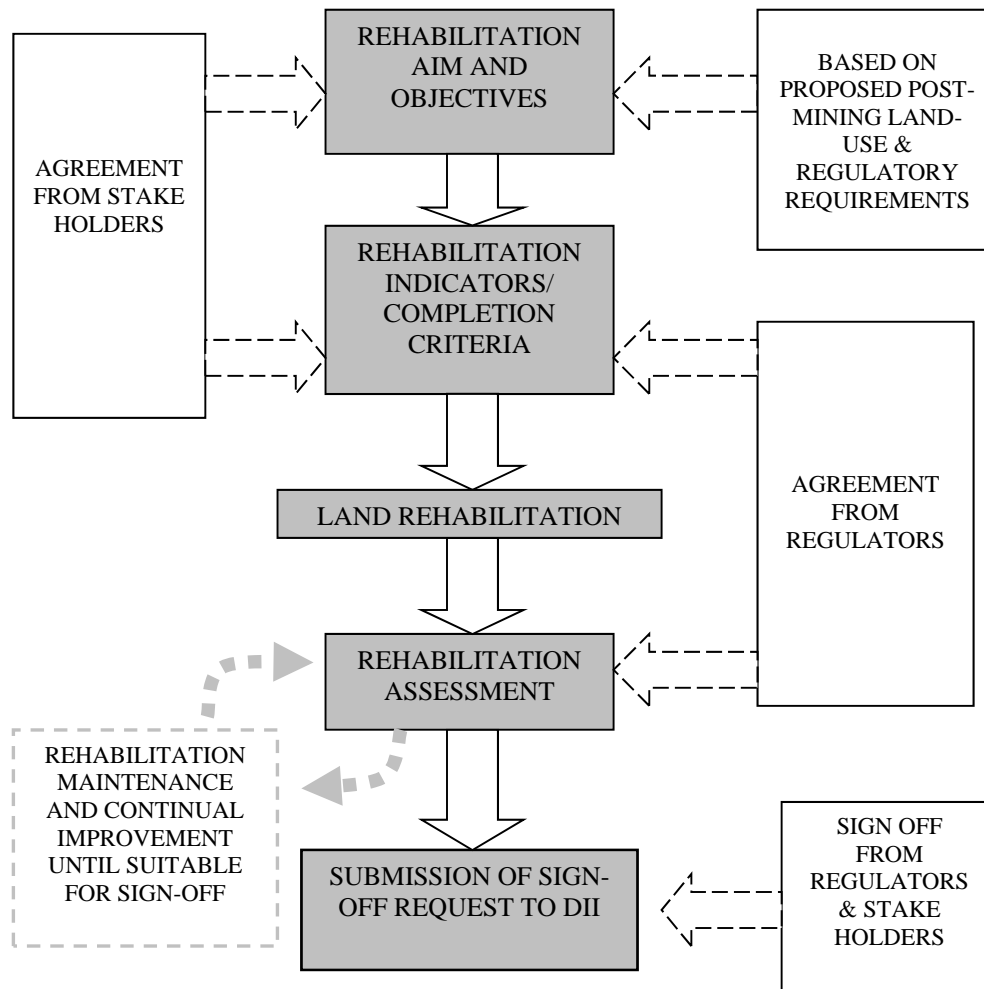 REHABILITATION
AIM AND
OBJECTIVES
BASED ON
PROPOSED POST-
MINING LAND-
USE &
REGULATORY
REQUIREMENTS
AGREEMENT
FROM STAKE
HOLDERS
REHABILITATION
INDICATORS/
COMPLETION
CRITERIA
AGREEMENT
FROM
REGULATORS
LAND REHABILITATION
REHABILITATION
ASSESSMENT
REHABILITATION
MAINTENANCE
AND CONTINUAL
IMPROVEMENT
UNTIL SUITABLE
FOR SIGN-OFF
SUBMISSION OF SIGN-
OFF REQUEST TO DII
SIGN OFF
FROM
REGULATORS
& STAKE
HOLDERS